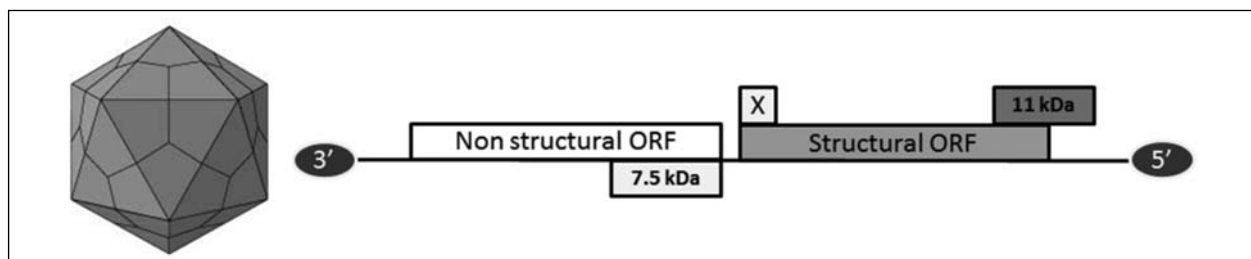 X
11 kDa
3’
Non structural ORF
Structural ORF
5’
7.5 kDa